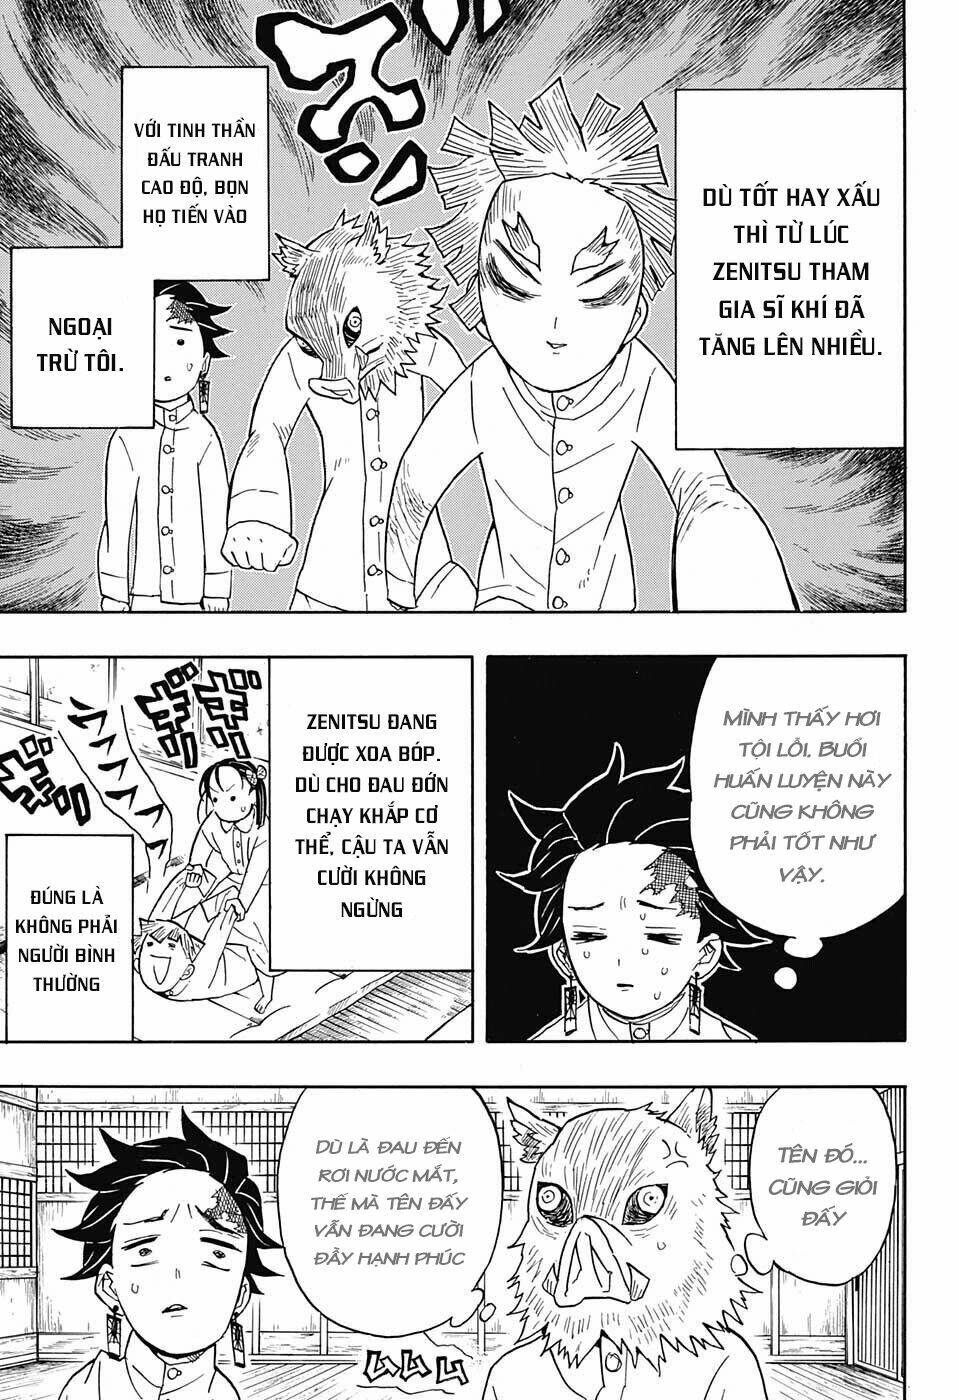 DÙ TỐT HAY XẤU
THÌ TỪ LÚC
ZENITSU THAM
GIA SĨ KHÍ ĐÃ
TĂNG LÊN NHIỀU.
VỚI TINH THẦN
ĐẤU TRANH
CAO ĐỘ, BỌN
HỌ TIẾN VÀO
NGOẠI
TRỪ TÔI.
MÌNH THẤY HƠI
TỘI LỖI. BUỔI
HUẤN LUYỆN NÀY
CŨNG KHÔNG
PHẢI TỐT NHƯ
VẬY.
ZENITSU ĐANG
ĐƯỢC XOA BÓP.
DÙ CHO ĐAU ĐỚN
CHẠY KHẮP CƠ
THỂ, CẬU TA VẪN
CƯỜI KHÔNG
NGỪNG
ĐÚNG LÀ
KHÔNG PHẢI
NGƯỜI BÌNH
THƯỜNG
TÊN ĐÓ...
CŨNG GIỎI
ĐẤY
DÙ LÀ ĐAU ĐẾN
RƠI NƯỚC MẮT,
THẾ MÀ TÊN ĐẤY
VẪN ĐANG CƯỜI
ĐẦY HẠNH PHÚC
ムムム